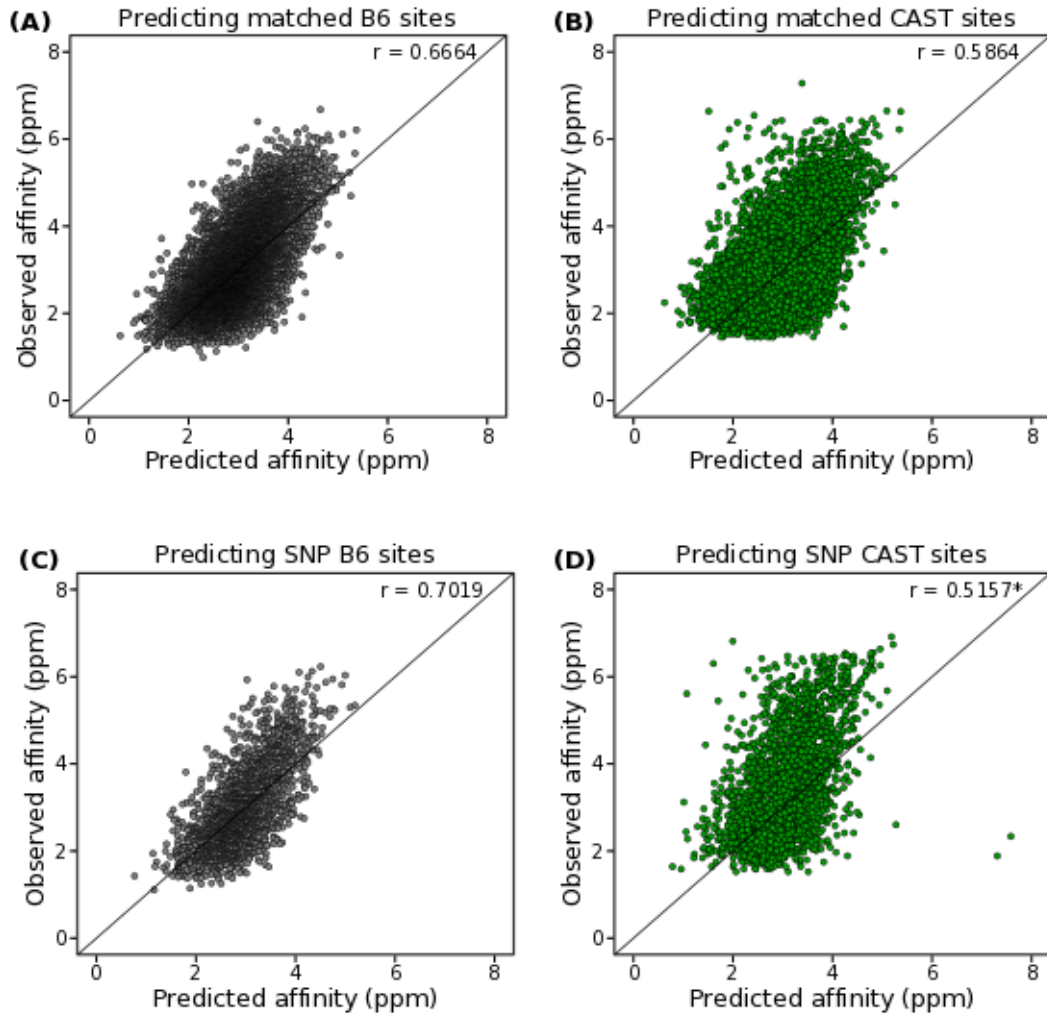 (A) Predicting matched B6 sites
r = 0.6664
8
6
4
2
0
Observed affinity (ppm)
0 2 4 6 8
Predicted affinity (ppm)
(B) Predicting matched CAST sites
r = 0.5864
8
6
4
2
0
Observed affinity (ppm)
0 2 4 6 8
Predicted affinity (ppm)
(C) Predicting SNP B6 sites
r = 0.7019
8
6
4
2
0
Observed affinity (ppm)
0 2 4 6 8
Predicted affinity (ppm)
(D) Predicting SNP CAST sites
r = 0.5157*
8
6
4
2
0
Observed affinity (ppm)
0 2 4 6 8
Predicted affinity (ppm)